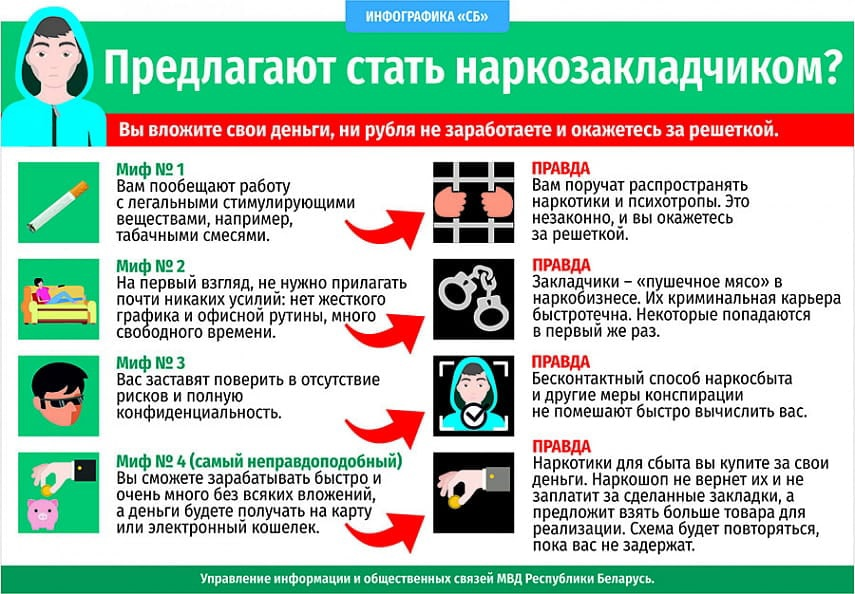 ИНФОГРАФИКА «СБ»
Предлагают стать наркозакладчиком?
Вы вложите свои деньги, ни рубля не заработаете и окажетесь за решеткой.
Миф № 1
Вам пообещают работу
с легальными стимулирующими
веществами, например,
табачными смесями.
ПРАВДА
Вам поручат распространять
наркотики и психотропы. Это
незаконно, и вы окажетесь
за решеткой.
Миф № 2
На первый взгляд, не нужно прилагать
почти никаких усилий: нет жесткого
графика и офисной рутины, много
свободного времени.
ПРАВДА
Закладчики – «пушечное мясо» в
наркобизнесе. Их криминальная карьера
быстротечна. Некоторые попадаются
в первый же раз.
Миф № 3
Вас заставят поверить в отсутствие
рисков и полную
конфиденциальность.
ПРАВДА
Бесконтактный способ наркосбыта
и другие меры конспирации
не помешают быстро вычислить вас.
Миф № 4 (самый неправдоподобный)
Вы сможете зарабатывать быстро и
очень много без всяких вложений,
а деньги будете получать на карту
или электронный кошелек.
ПРАВДА
Наркотики для сбыта вы купите за свои
деньги. Наркошоп не вернет их и не
заплатит за сделанные закладки, а
предложит взять больше товара для
реализации. Схема будет повторяться,
пока вас не задержат.
Управление информации и общественных связей МВД Республики Беларусь.